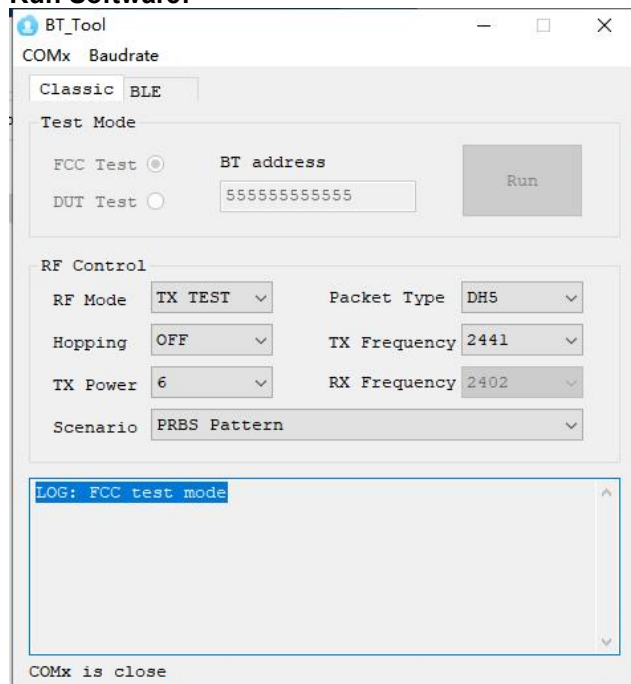 Run Software:
BT_Tool
COMx Baudrate
Classic BLE
Test Mode
FCC Test BT address
Run
DUT Test 555555555555
RF Control
RF Mode TX TEST Packet Type DH5
Hopping OFF TX Frequency 2441
TX Power 6 RX Frequency 2402
Scenario PRBS Pattern
LOG: FCC test mode
COMx is close